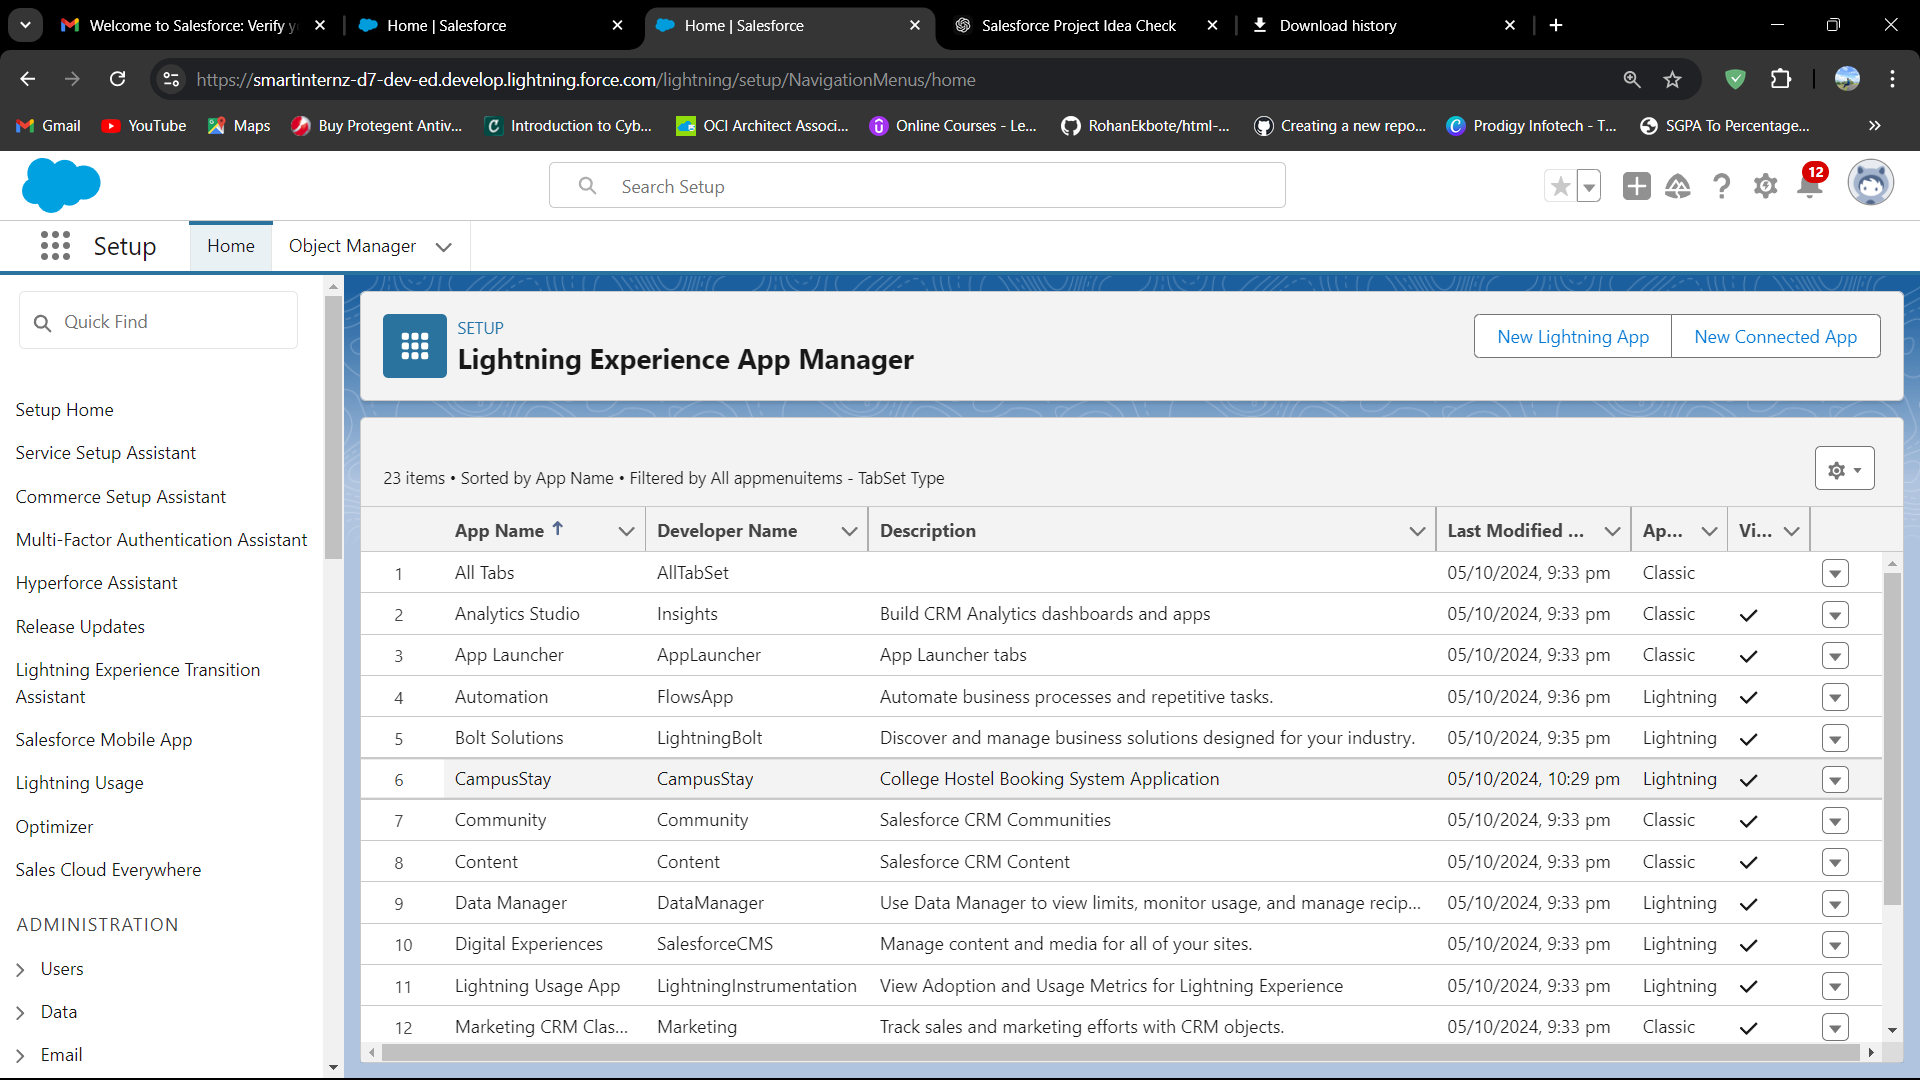 Welcome to Salesforce: Verify y
Home | Salesforce
Home | Salesforce
Salesforce Project Idea Check
Download history
https://smartinternz-d7-dev-ed.develop.lightning.force.com/lightning/setup/NavigationMenus/home
Gmail
YouTube
Maps
Buy Protegent Antiv...
Introduction to Cyb...
OCI Architect Associ...
Online Courses - Le...
RohanEkbote/html-...
Creating a new repo...
Prodigy Infotech - T...
SGPA To Percentage...
Search Setup
12
Setup
Home
Object Manager
Quick Find
Setup Home
Service Setup Assistant
Commerce Setup Assistant
Multi-Factor Authentication Assistant
Hyperforce Assistant
Release Updates
Lightning Experience Transition
Assistant
Salesforce Mobile App
Lightning Usage
Optimizer
Sales Cloud Everywhere
ADMINISTRATION
Users
Data
Email
SETUP
Lightning Experience App Manager
New Lightning App
New Connected App
23 items • Sorted by App Name • Filtered by All appmenuitems - TabSet Type
App Name Developer Name Description Last Modified ... Ap... Vi...
1 All Tabs AllTabSet 05/10/2024, 9:33 pm Classic
2 Analytics Studio Insights Build CRM Analytics dashboards and apps 05/10/2024, 9:33 pm Classic
3 App Launcher AppLauncher App Launcher tabs 05/10/2024, 9:33 pm Classic
4 Automation FlowsApp Automate business processes and repetitive tasks. 05/10/2024, 9:36 pm Lightning
5 Bolt Solutions LightningBolt Discover and manage business solutions designed for your industry. 05/10/2024, 9:35 pm Lightning
6 CampusStay CampusStay College Hostel Booking System Application 05/10/2024, 10:29 pm Lightning
7 Community Community Salesforce CRM Communities 05/10/2024, 9:33 pm Classic
8 Content Content Salesforce CRM Content 05/10/2024, 9:33 pm Classic
9 Data Manager DataManager Use Data Manager to view limits, monitor usage, and manage recip... 05/10/2024, 9:33 pm Lightning
10 Digital Experiences SalesforceCMS Manage content and media for all of your sites. 05/10/2024, 9:33 pm Lightning
11 Lightning Usage App LightningInstrumentation View Adoption and Usage Metrics for Lightning Experience 05/10/2024, 9:33 pm Lightning
12 Marketing CRM Clas... Marketing Track sales and marketing efforts with CRM objects. 05/10/2024, 9:33 pm Classic